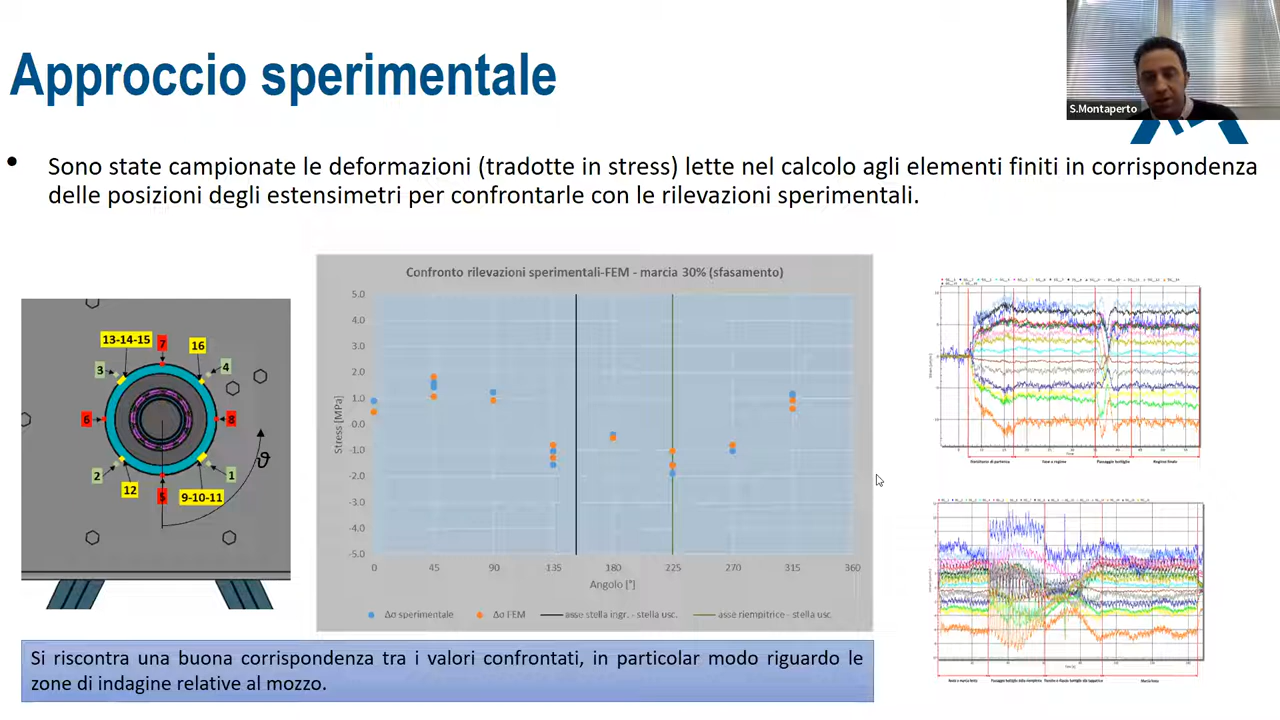 Approccio sperimentale
S.Montaperto
• Sono state campionate le deformazioni (tradotte in stress) lette nel calcolo agli elementi finiti in corrispondenza
delle posizioni degli estensimetri per confrontarle con le rilevazioni sperimentali.
13-14-15
7
16
3
4
6
8
2
1
12
5
9-10-11
ϑ
Confronto rilevazioni sperimentali-FEM - marcia 30% (sfasamento)
5.0
4.0
3.0
2.0
1.0
0.0
-1.0
-2.0
-3.0
-4.0
-5.0
Stress [MPa]
0 45 90 135 180 225 270 315 360
Angolo [°]
Δσ sperimentale Δσ FEM asse stella ingr. - stella usc. asse riempitrice - stella usc.
Fase a regime
Regime finale
Si riscontra una buona corrispondenza tra i valori confrontati, in particolar modo riguardo le
zone di indagine relative al mozzo.